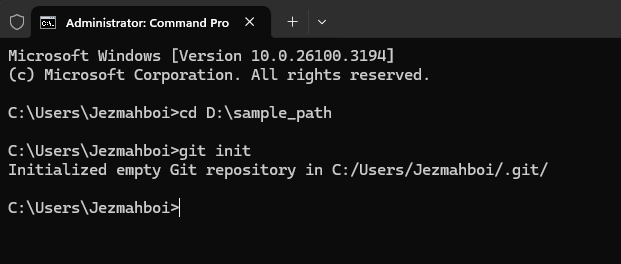 Administrator: Command Pro
Microsoft Windows [Version 10.0.26100.3194]
(c) Microsoft Corporation. All rights reserved.
C:\Users\Jezmahboi>cd D:\sample_path
C:\Users\Jezmahboi>git init
Initialized empty Git repository in C:/Users/Jezmahboi/.git/
C:\Users\Jezmahboi>